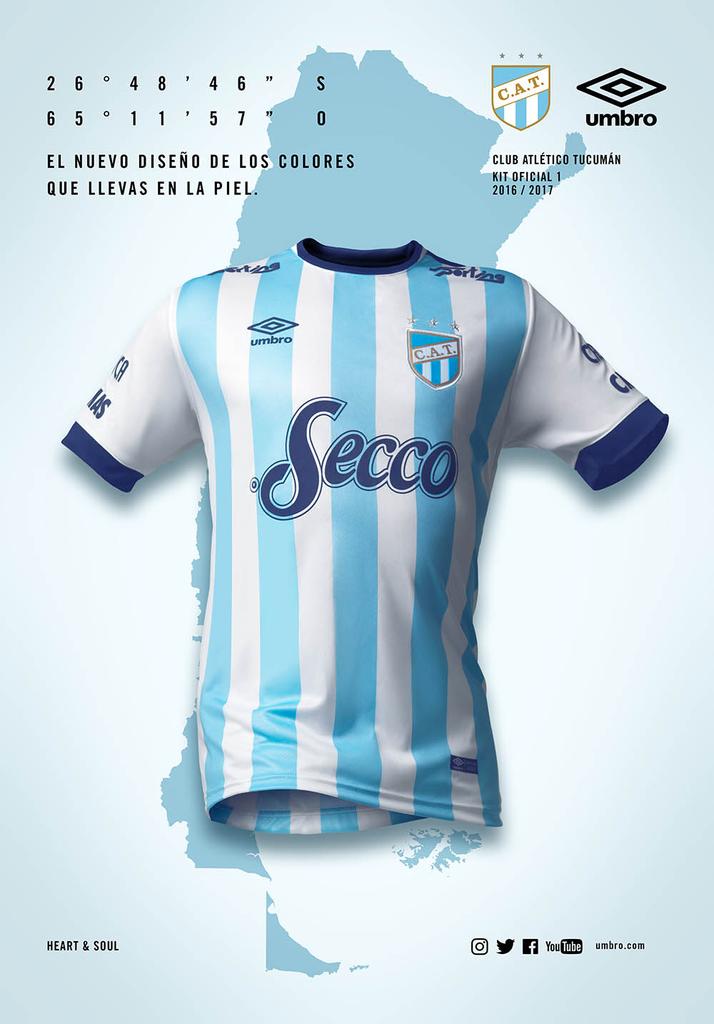 26°48'46" S
65°11'57" O
EL NUEVO DISEÑO DE LOS COLORES
QUE LLEVAS EN LA PIEL.
C.A.T.
umbro
CLUB ATLÉTICO TUCUMÁN
KIT OFICIAL 1
2016 / 2017
umbro
C.A.T.
Secco
HEART & SOUL
YouTube
umbro.com